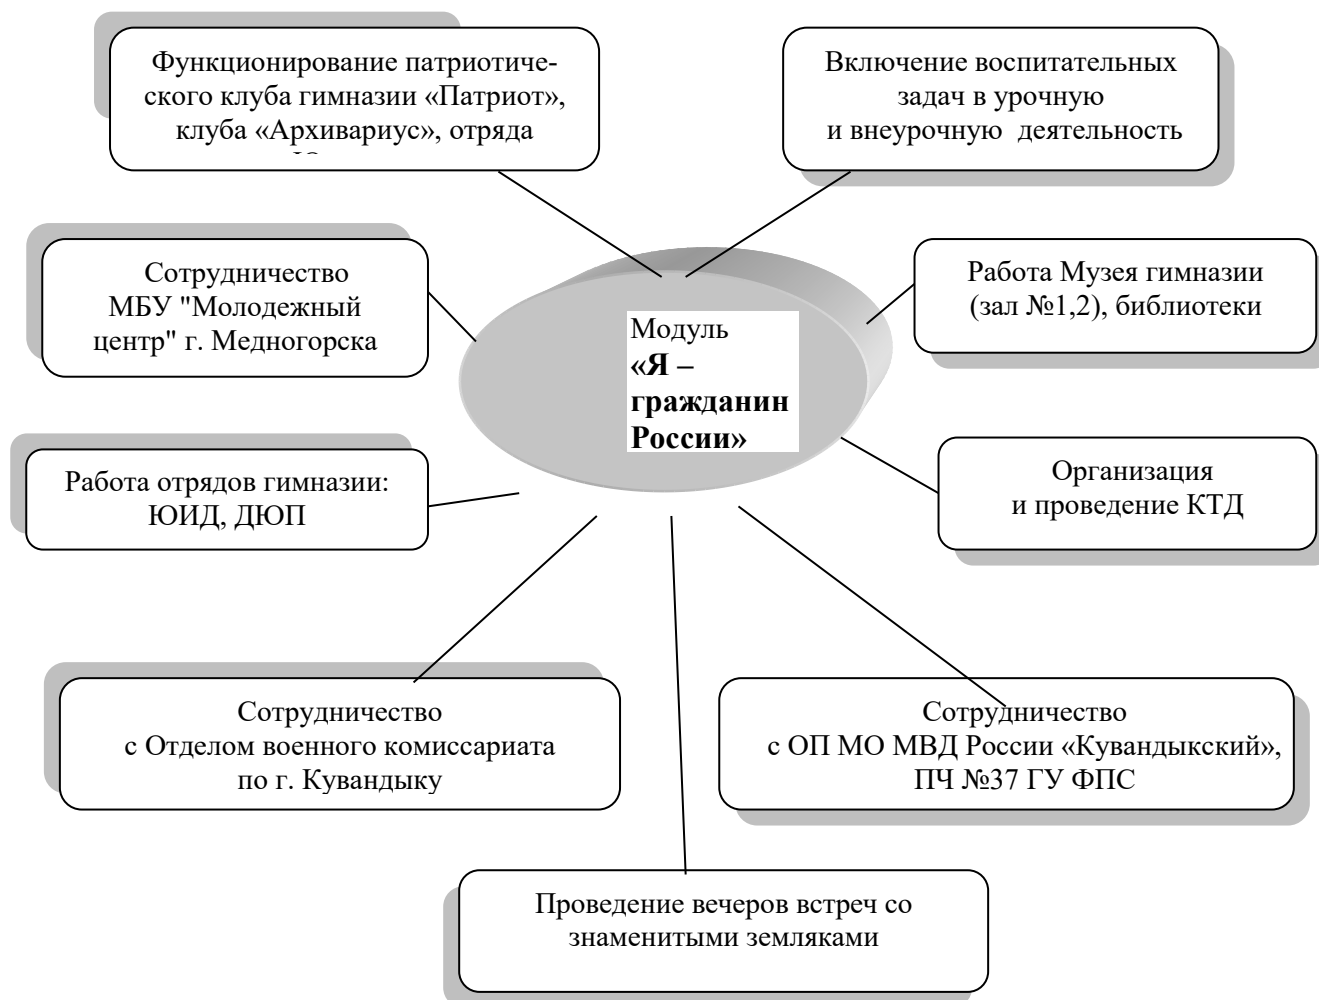 Функционирование патриотиче-
ского клуба гимназии «Патриот»,
клуба «Архивариус», отряда
Включение воспитательных
задач в урочную
и внеурочную деятельность
Сотрудничество
МБУ "Молодежный
центр" г. Медногорска
Работа Музея гимназии
(зал №1,2), библиотеки
Модуль
«Я –
гражданин
России»
Работа отрядов гимназии:
ЮИД, ДЮП
Организация
и проведение КТД
Сотрудничество
с Отделом военного комиссариата
по г. Кувандыку
Сотрудничество
с ОП МО МВД России «Кувандыкский»,
ПЧ №37 ГУ ФПС
Проведение вечеров встреч со
знаменитыми земляками